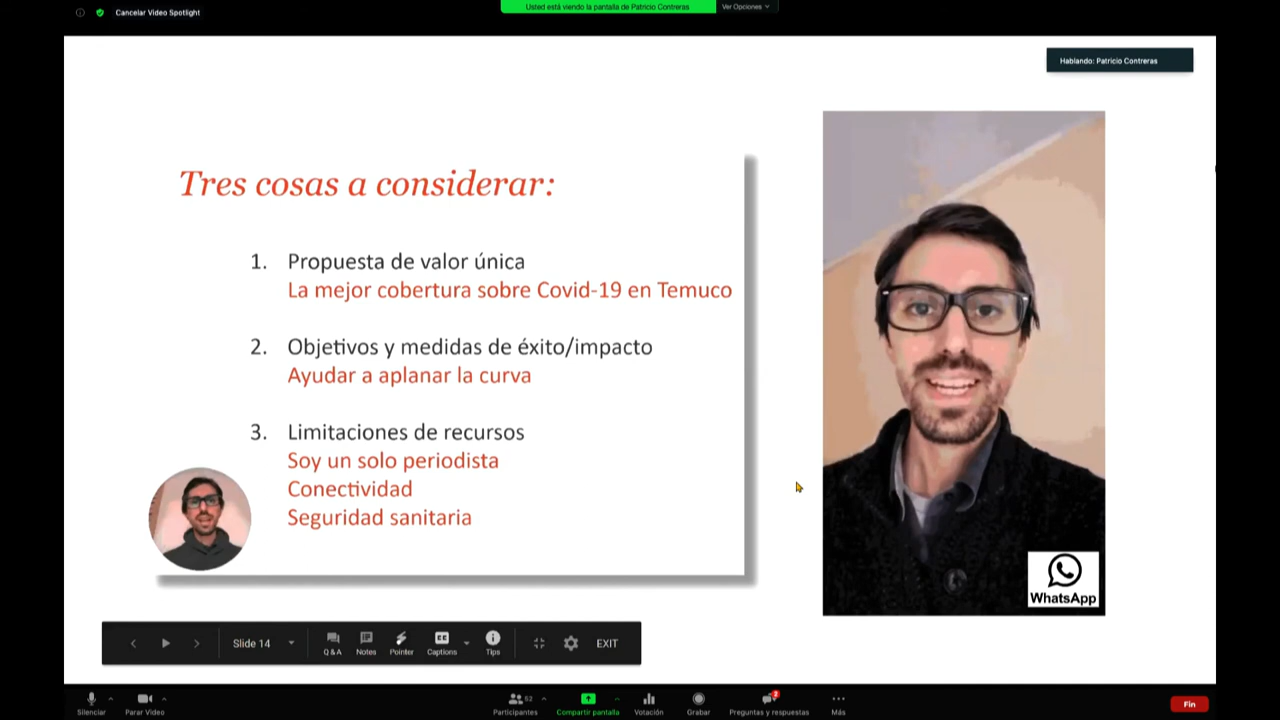 Cancelar Video Spotlight
Usted está viendo la pantalla de Patricio Contreras
Ver Opciones
Hablando: Patricio Contreras
Tres cosas a considerar:
1. Propuesta de valor única
La mejor cobertura sobre Covid-19 en Temuco
2. Objetivos y medidas de éxito/impacto
Ayudar a aplanar la curva
3. Limitaciones de recursos
Soy un solo periodista
Conectividad
Seguridad sanitaria
WhatsApp
Slide 14
Q&A
Notes
Pointer
CC
Captions
Tips
EXIT
Silenciar
Parar Video
52
Participantes
Compartir pantalla
Votación
Grabar
2
Preguntas y respuestas
Más
Fin